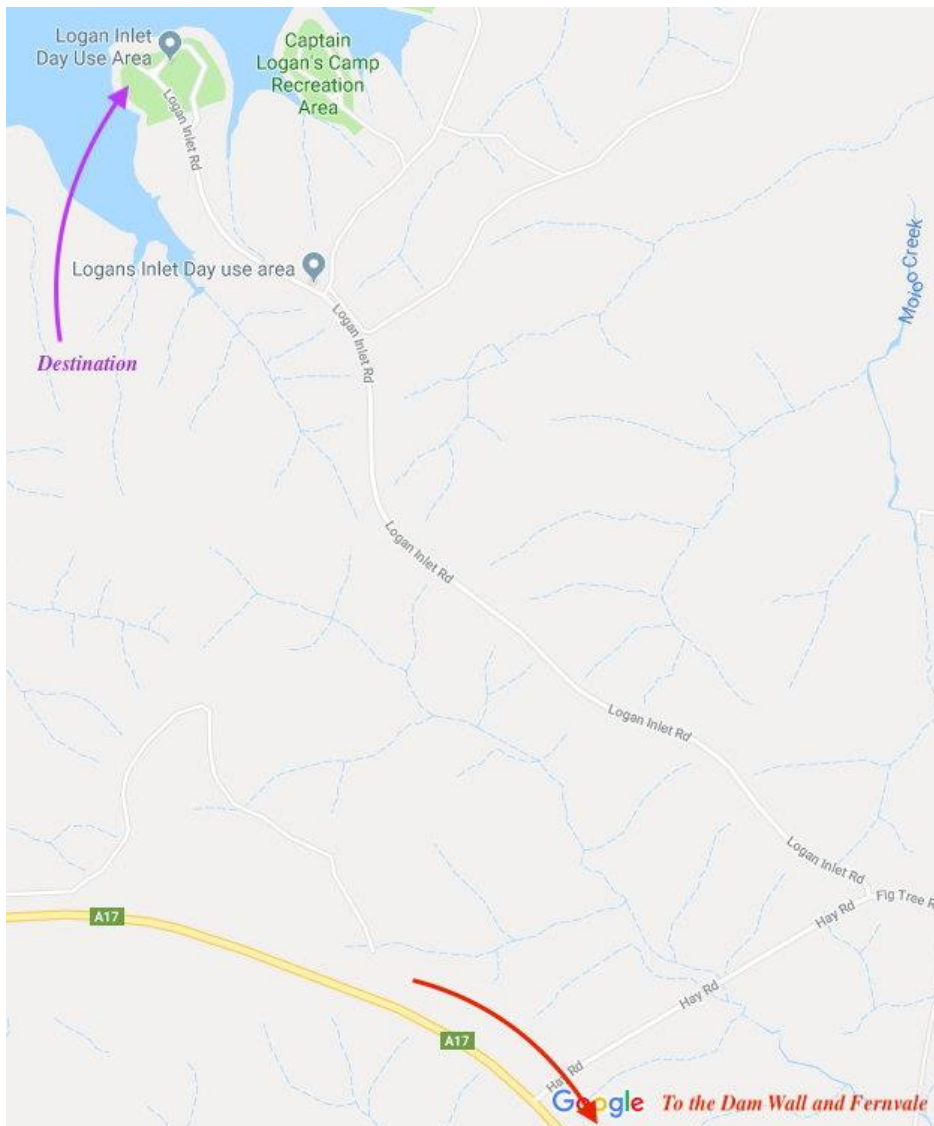 Logan Inlet
Day Use Area
Captain
Logan's Camp
Recreation
Area
Logan Inlet Rd
Moloo Creek
Logans Inlet Day use area
Logan Inlet Rd
Destination
Logan Inlet Rd
Logan Inlet Rd
Logan Inlet Rd
Fig Tree R
Hay Rd
A17
Hay Rd
A17
Hay Rd
Google
To the Dam Wall and Fernvale